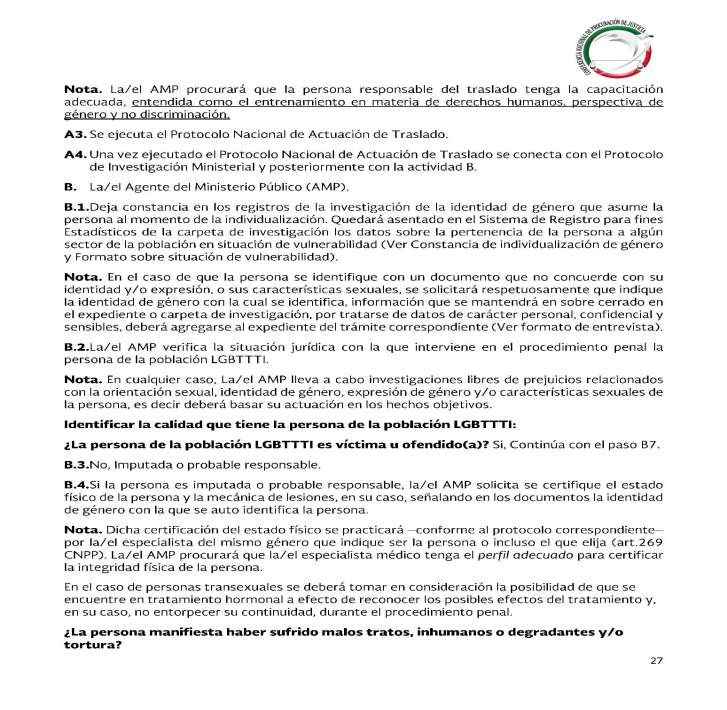 CONFERENCIA NACIONAL DE PROCURACIÓN DE JUSTICIA
Nota. La/el AMP procurará que la persona responsable del traslado tenga la capacitación
adecuada, entendida como el entrenamiento en materia de derechos humanos, perspectiva de
género y no discriminación.
A3. Se ejecuta el Protocolo Nacional de Actuación de Traslado.
A4. Una vez ejecutado el Protocolo Nacional de Actuación de Traslado se conecta con el Protocolo
de Investigación Ministerial y posteriormente con la actividad B.
B. La/el Agente del Ministerio Público (AMP).
B.1.Deja constancia en los registros de la investigación de la identidad de género que asume la
persona al momento de la individualización. Quedará asentado en el Sistema de Registro para fines
Estadísticos de la carpeta de investigación los datos sobre la pertenencia de la persona a algún
sector de la población en situación de vulnerabilidad (Ver Constancia de individualización de género
y Formato sobre situación de vulnerabilidad).
Nota. En el caso de que la persona se identifique con un documento que no concuerde con su
identidad y/o expresión, o sus características sexuales, se solicitará respetuosamente que indique
la identidad de género con la cual se identifica, información que se mantendrá en sobre cerrado en
el expediente o carpeta de investigación, por tratarse de datos de carácter personal, confidencial y
sensibles, deberá agregarse al expediente del trámite correspondiente (Ver formato de entrevista).
B.2.La/el AMP verifica la situación jurídica con la que interviene en el procedimiento penal la
persona de la población LGBTTTI.
Nota. En cualquier caso, La/el AMP lleva a cabo investigaciones libres de prejuicios relacionados
con la orientación sexual, identidad de género, expresión de género y/o características sexuales de
la persona, es decir deberá basar su actuación en los hechos objetivos.
Identificar la calidad que tiene la persona de la población LGBTTTI:
¿La persona de la población LGBTTTI es víctima u ofendido(a)? Si, Continúa con el paso B7.
B.3.No, Imputada o probable responsable.
B.4.Si la persona es imputada o probable responsable, la/el AMP solicita se certifique el estado
físico de la persona y la mecánica de lesiones, en su caso, señalando en los documentos la identidad
de género con la que se auto identifica la persona.
Nota. Dicha certificación del estado físico se practicará —conforme al protocolo correspondiente—
por la/el especialista del mismo género que indique ser la persona o incluso el que elija (art.269
CNPP). La/el AMP procurará que la/el especialista médico tenga el perfil adecuado para certificar
la integridad física de la persona.
En el caso de personas transexuales se deberá tomar en consideración la posibilidad de que se
encuentre en tratamiento hormonal a efecto de reconocer los posibles efectos del tratamiento y,
en su caso, no entorpecer su continuidad, durante el procedimiento penal.
¿La persona manifiesta haber sufrido malos tratos, inhumanos o degradantes y/o
tortura?
27